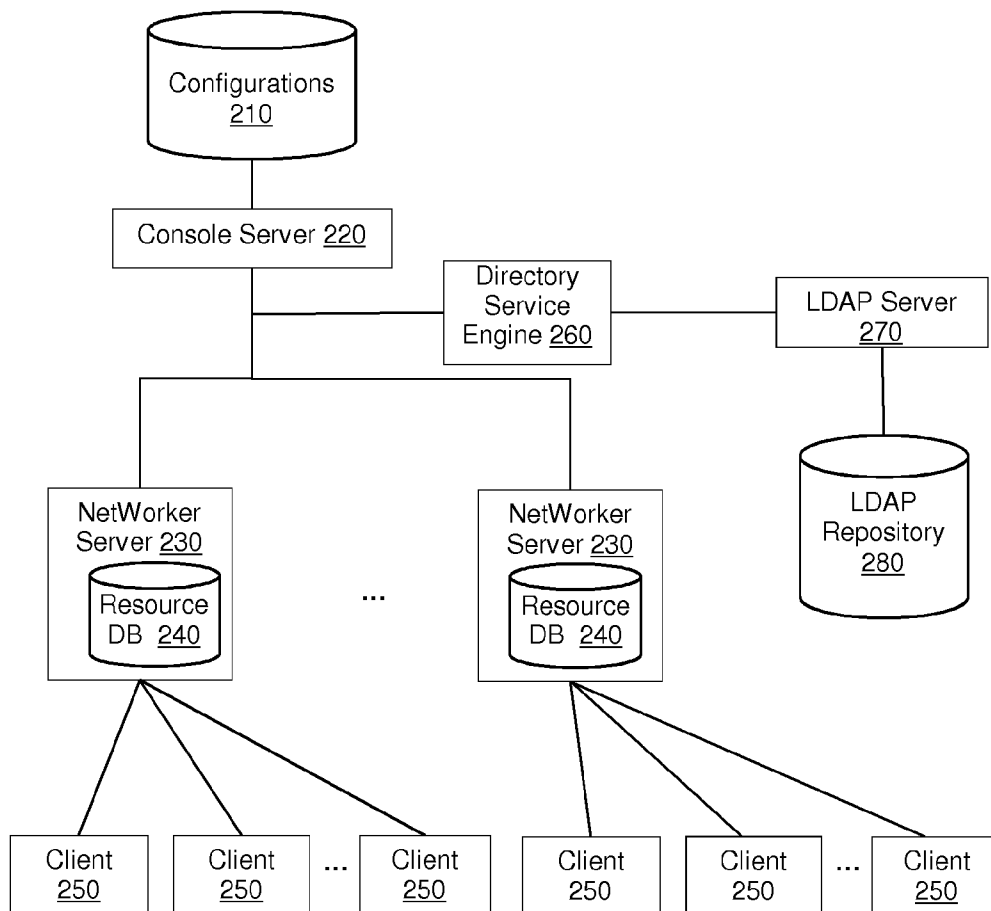 Configurations
210
Console Server 220
Directory
Service
Engine 260
LDAP Server
270
LDAP
Repository
280
NetWorker
Server 230
Resource
DB 240
...
NetWorker
Server 230
Resource
DB 240
Client
250
Client
250
...
Client
250
Client
250
Client
250
...
Client
250